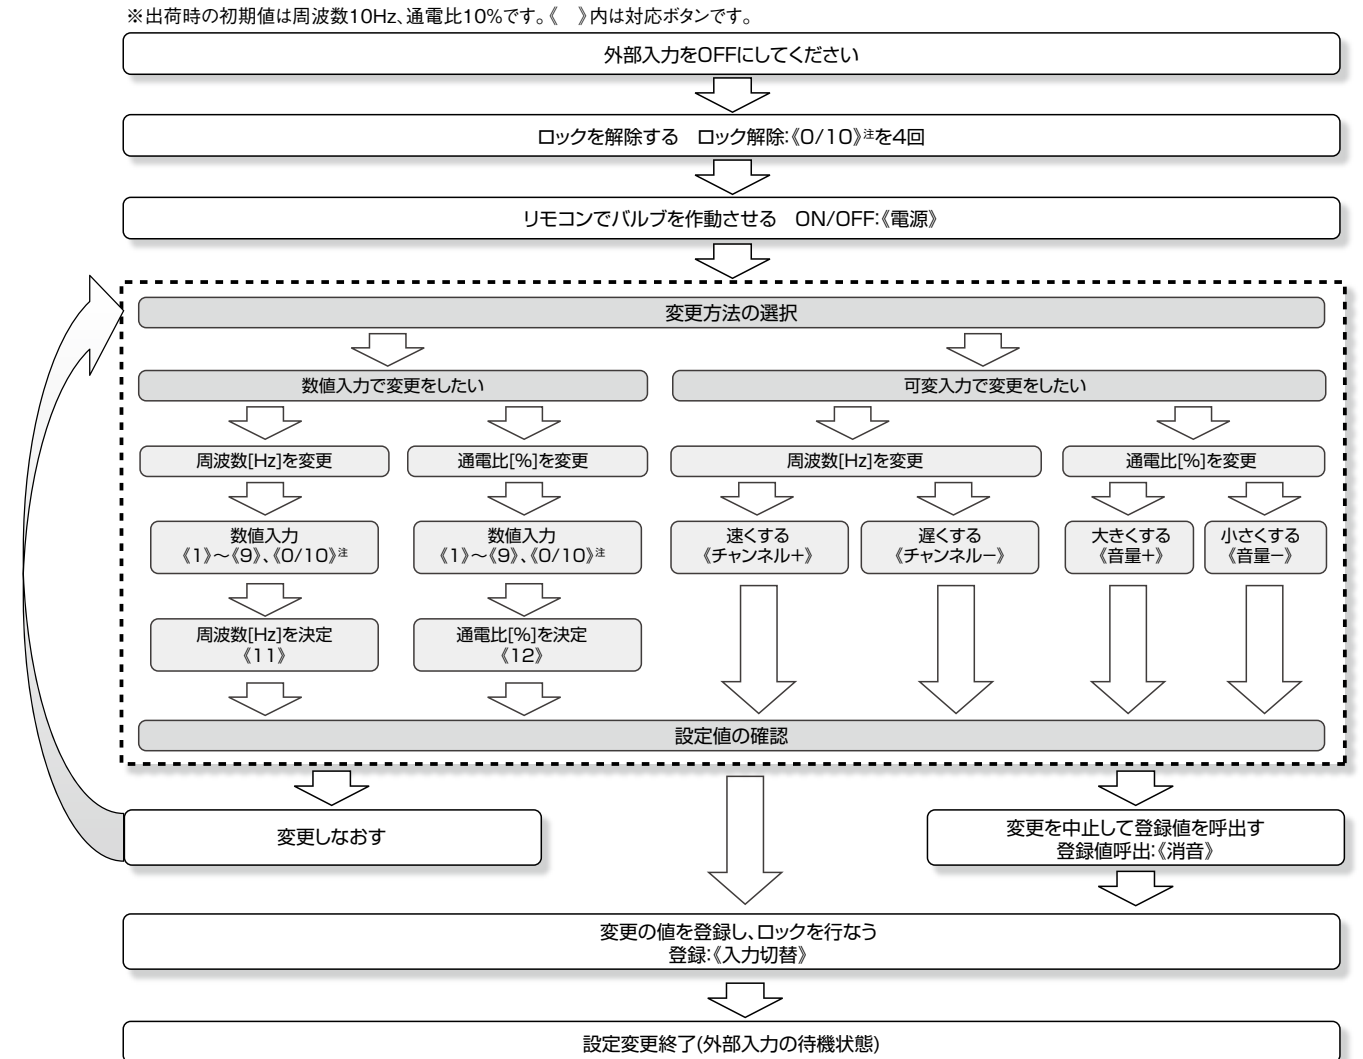 ※出荷時の初期値は周波数10Hz、通電比10%です。《　》内は対応ボタンです。
外部入力をOFFにしてください
ロックを解除する　ロック解除:《0/10》注を4回
リモコンでバルブを作動させる　ON/OFF:《電源》
変更方法の選択
数値入力で変更をしたい
可変入力で変更をしたい
周波数[Hz]を変更
通電比[%]を変更
周波数[Hz]を変更
通電比[%]を変更
数値入力
《1》～《9》、《0/10》注
数値入力
《1》～《9》、《0/10》注
速くする
《チャンネル+》
遅くする
《チャンネルー》
大きくする
《音量+》
小さくする
《音量ー》
周波数[Hz]を決定
《11》
通電比[%]を決定
《12》
設定値の確認
変更しなおす
変更を中止して登録値を呼出す
登録値呼出:《消音》
変更の値を登録し、ロックを行なう
登録:《入力切替》
設定変更終了(外部入力の待機状態)